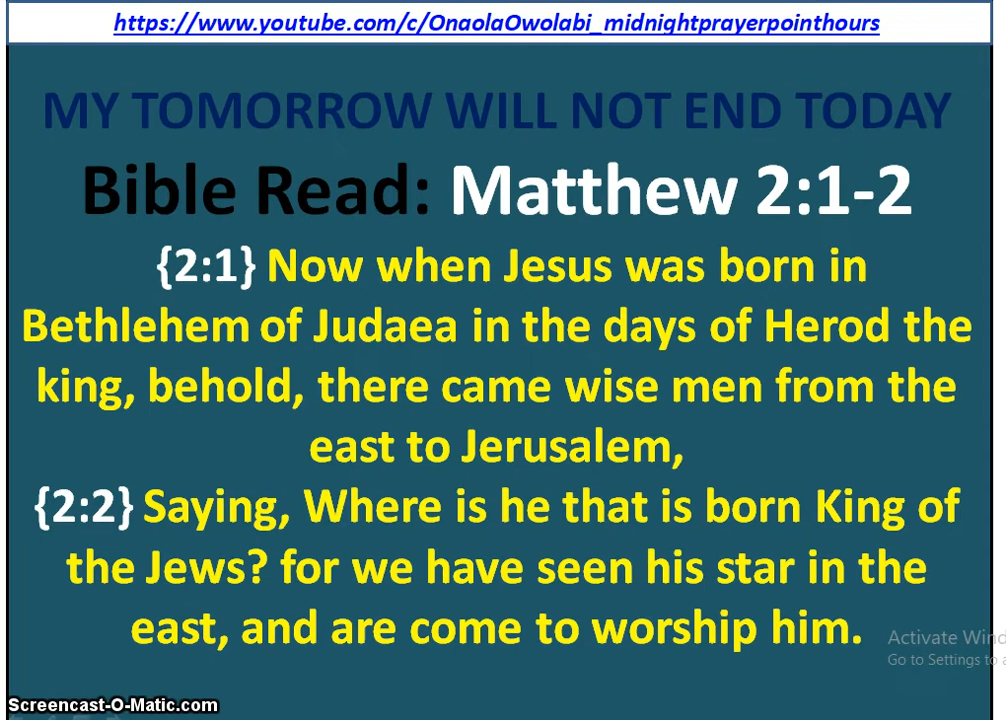 https://www.youtube.com/c/OnaolaOwolabi_midnightprayerpointhours
MY TOMORROW WILL NOT END TODAY
Bible Read: Matthew 2:1-2
{2:1} Now when Jesus was born in
Bethlehem of Judaea in the days of Herod the
king, behold, there came wise men from the
east to Jerusalem,
{2:2} Saying, Where is he that is born King of
the Jews? for we have seen his star in the
east, and are come to worship him.
Activate Wind
Go to Settings to a
Screencast-O-Matic.com